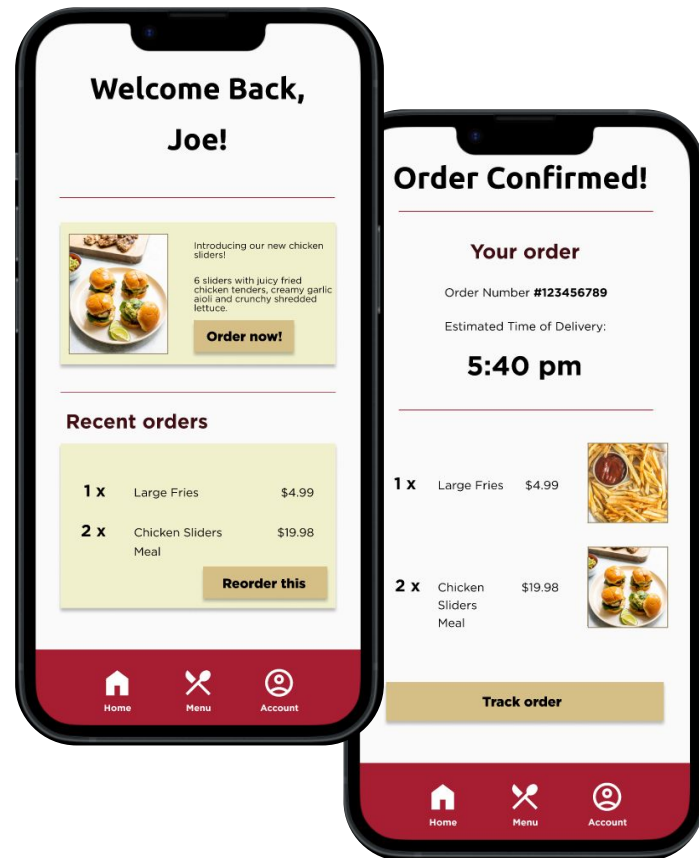 Welcome Back,
Joe!
Introducing our new chicken
sliders!
6 sliders with juicy fried
chicken tenders, creamy garlic
aioli and crunchy shredded
lettuce.
Order now!
Recent orders
1 x Large Fries $4.99
2 x Chicken Sliders $19.98
Meal
Reorder this
Home Menu Account
Order Confirmed!
Your order
Order Number #123456789
Estimated Time of Delivery:
5:40 pm
1 x Large Fries $4.99
2 x Chicken $19.98
Sliders
Meal
Track order
Home Menu Account